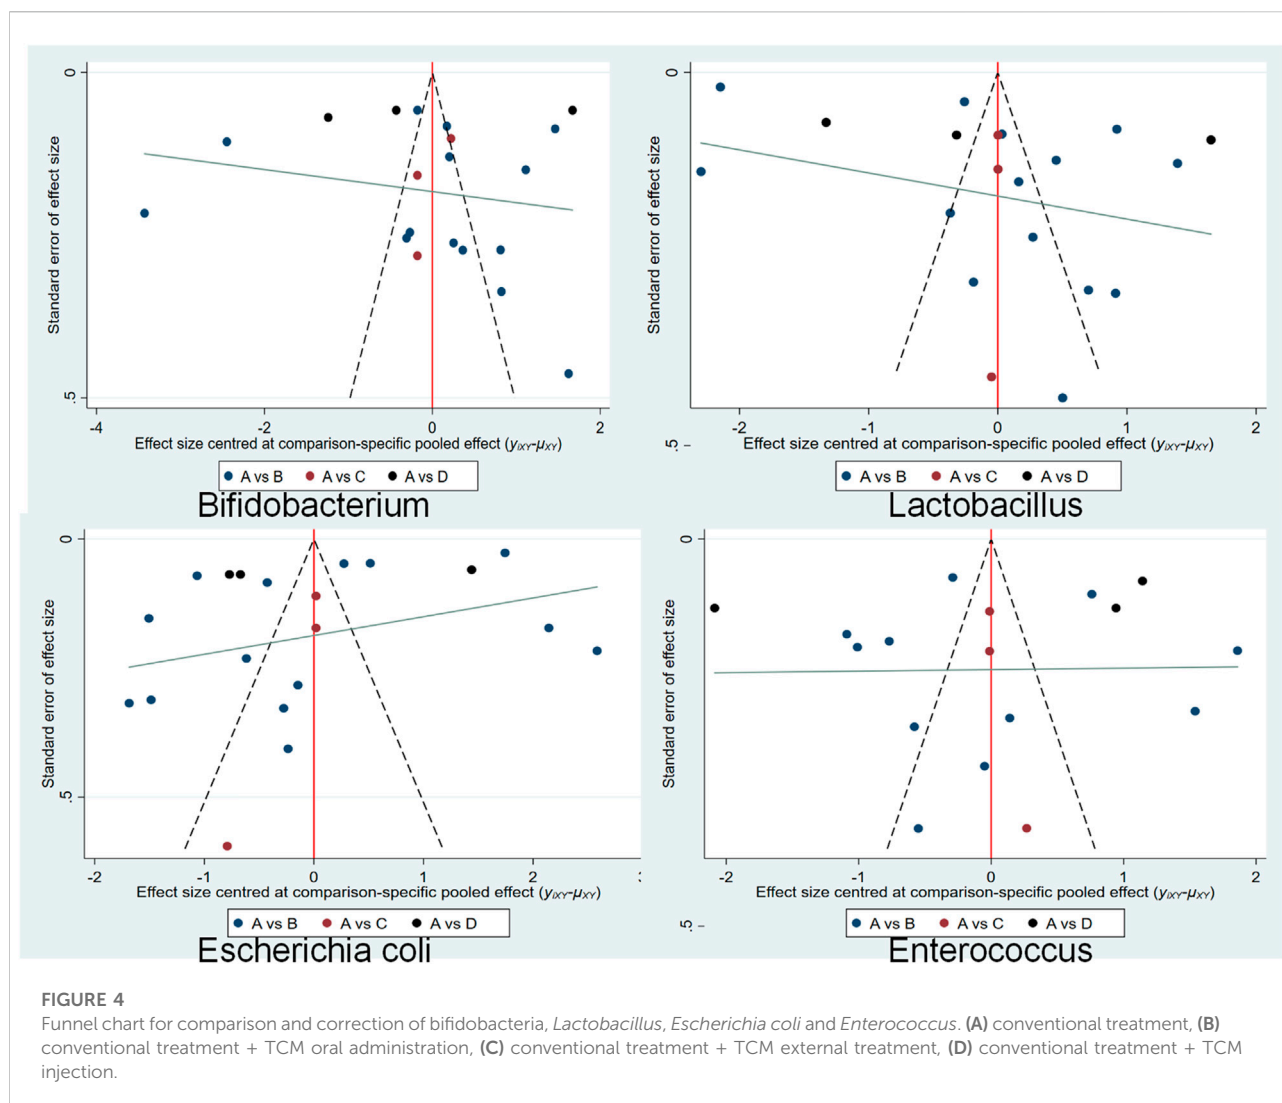 0
.5
Standard error of effect size
-4
-2
0
2
Effect size centred at comparison-specific pooled effect (yiXY-μXY)
A vs B
A vs C
A vs D
Bifidobacterium
0
.5
Standard error of effect size
-2
-1
0
1
2
Effect size centred at comparison-specific pooled effect (yiXY-μXY)
A vs B
A vs C
A vs D
Lactobacillus
0
.5
Standard error of effect size
-2
-1
0
1
2
Effect size centred at comparison-specific pooled effect (yiXY-μXY)
A vs B
A vs C
A vs D
Escherichia coli
0
.5
Standard error of effect size
-2
-1
0
1
2
Effect size centred at comparison-specific pooled effect (yiXY-μXY)
A vs B
A vs C
A vs D
Enterococcus
FIGURE 4
Funnel chart for comparison and correction of bifidobacteria, Lactobacillus, Escherichia coli and Enterococcus. (A) conventional treatment, (B)
conventional treatment + TCM oral administration, (C) conventional treatment + TCM external treatment, (D) conventional treatment + TCM
injection.